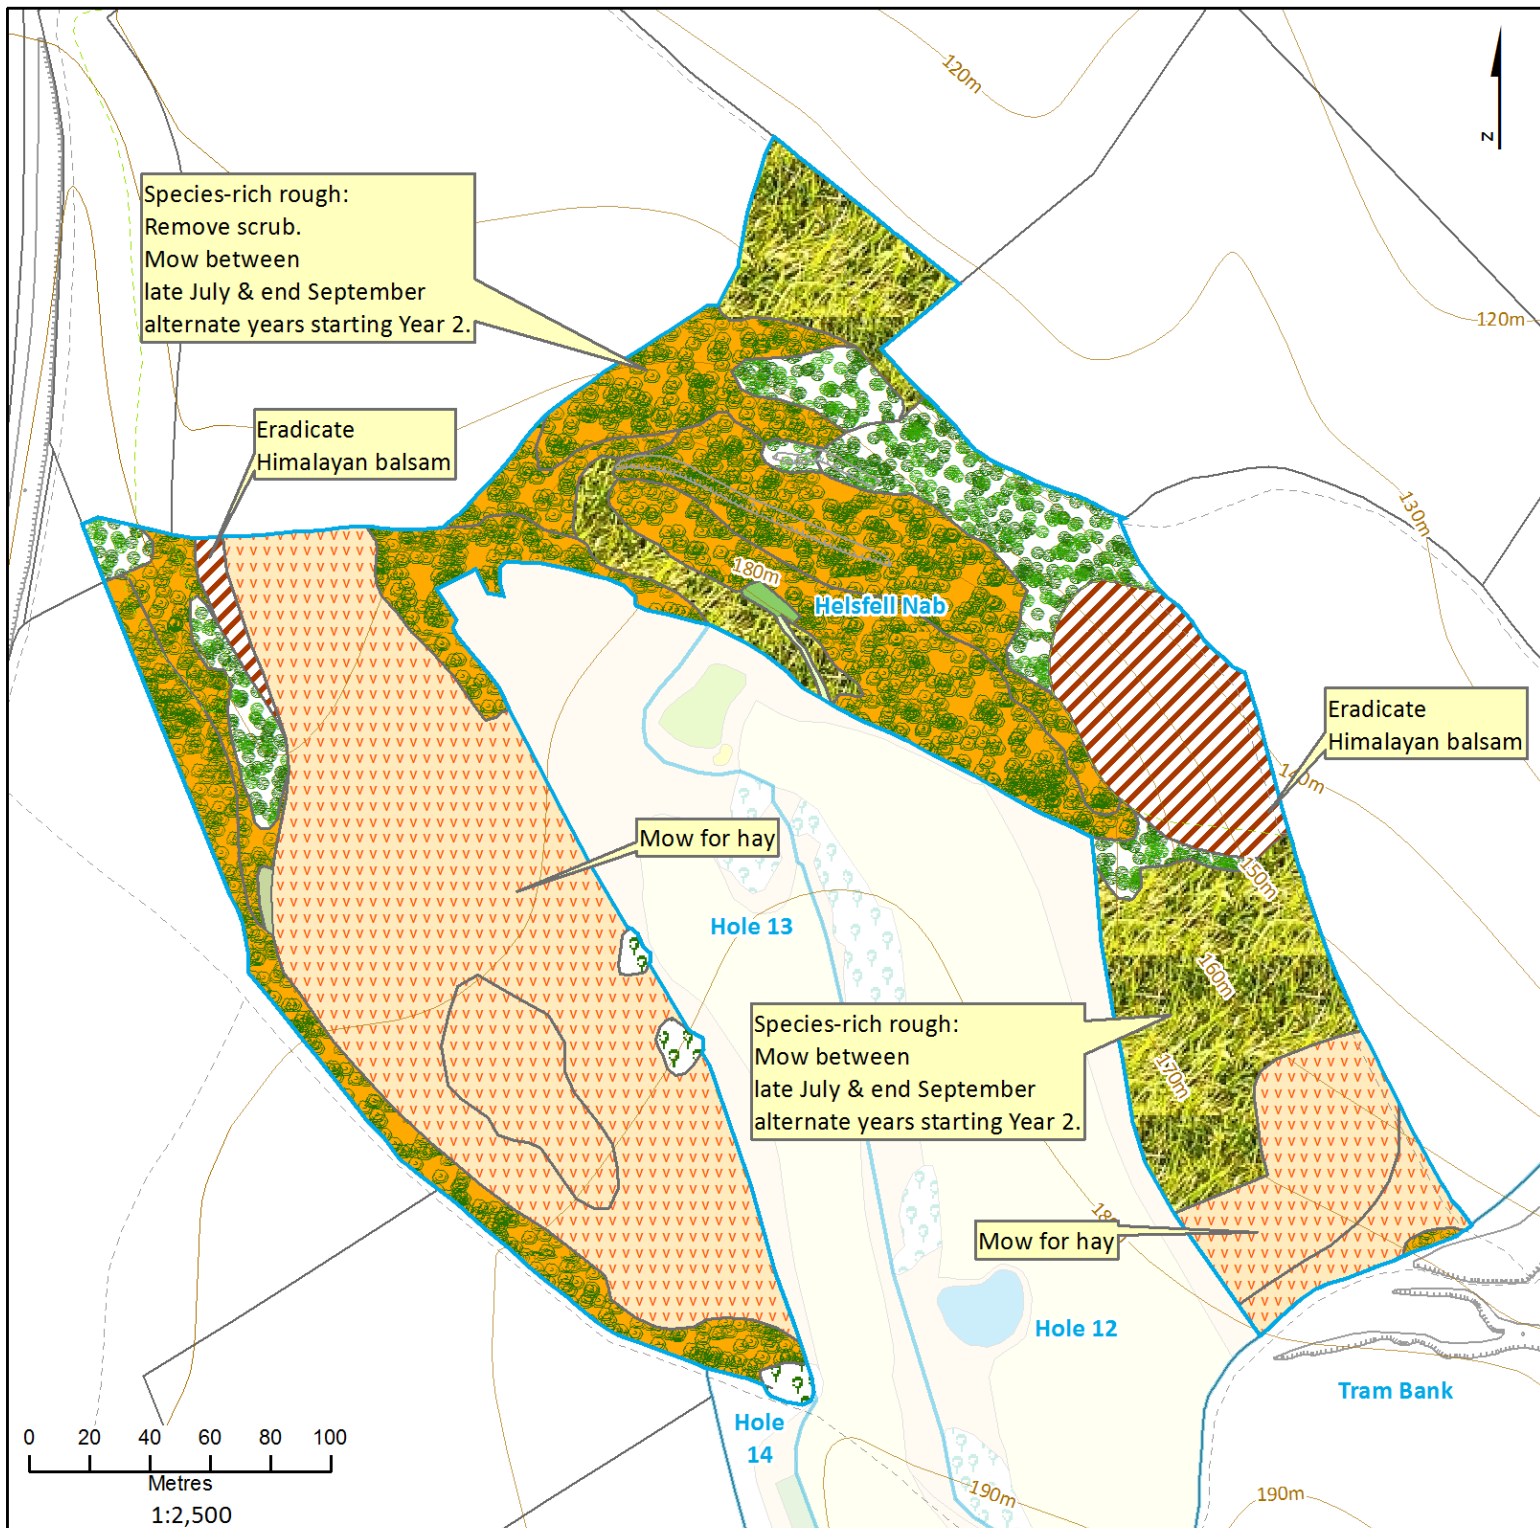 120m
N
Species-rich rough:
Remove scrub.
Mow between
late July & end September
alternate years starting Year 2.
120m
Eradicate
Himalayan balsam
130m
180m
Helsfell Nab
Eradicate
Himalayan balsam
140m
Mow for hay
150m
Hole 13
160m
Species-rich rough:
Mow between
late July & end September
alternate years starting Year 2.
170m
Mow for hay
Hole 12
Tram Bank
Hole
14
0 20 40 60 80 100
Metres
1:2,500
190m
190m